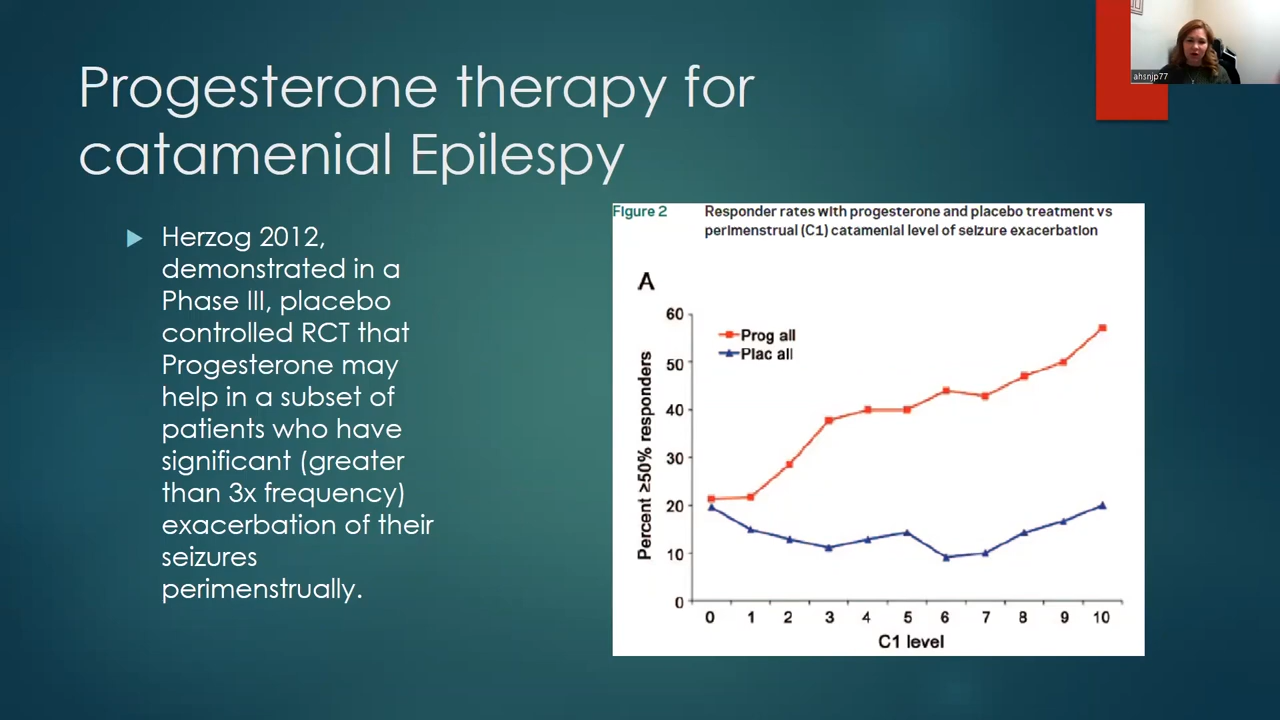 Progesterone therapy for
catamenial Epilespy
ahsnjp77
Herzog 2012,
demonstrated in a
Phase III, placebo
controlled RCT that
Progesterone may
help in a subset of
patients who have
significant (greater
than 3x frequency)
exacerbation of their
seizures
perimenstrually.
Figure 2 Responder rates with progesterone and placebo treatment vs
perimenstrual (C1) catamenial level of seizure exacerbation
A
Prog all
Plac all
Percent ≥50% responders
60
50
40
30
20
10
0
0 1 2 3 4 5 6 7 8 9 10
C1 level